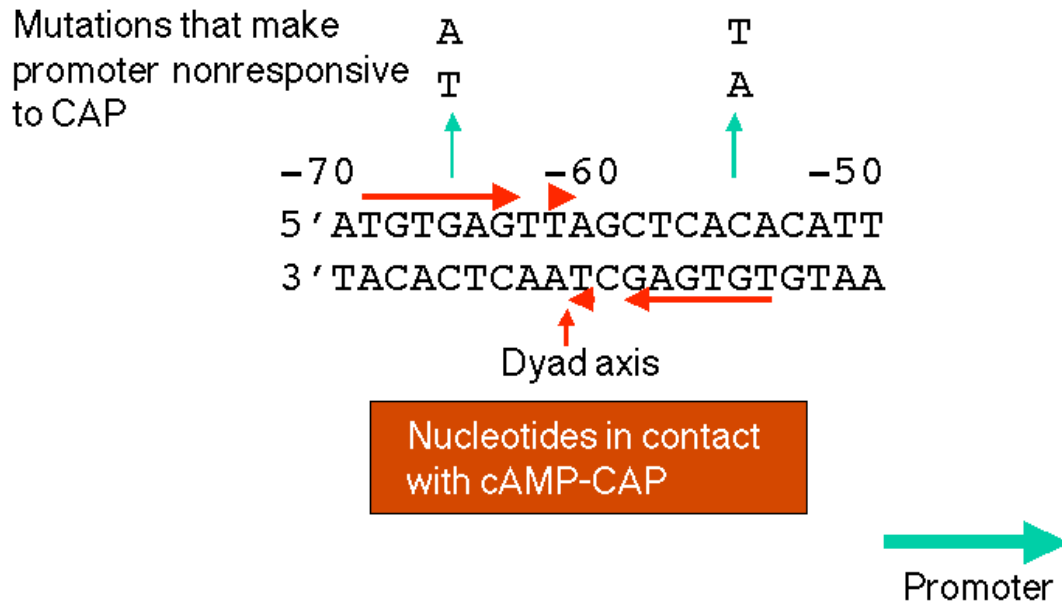 Mutations that make
promoter nonresponsive
to CAP
A T
T A
-70 -60 -50
5'ATGTGAGTTAGCTCACACATT
3'TACACTCAATCGAGTGTGTAA
Dyad axis
Nucleotides in contact
with cAMP-CAP
Promoter